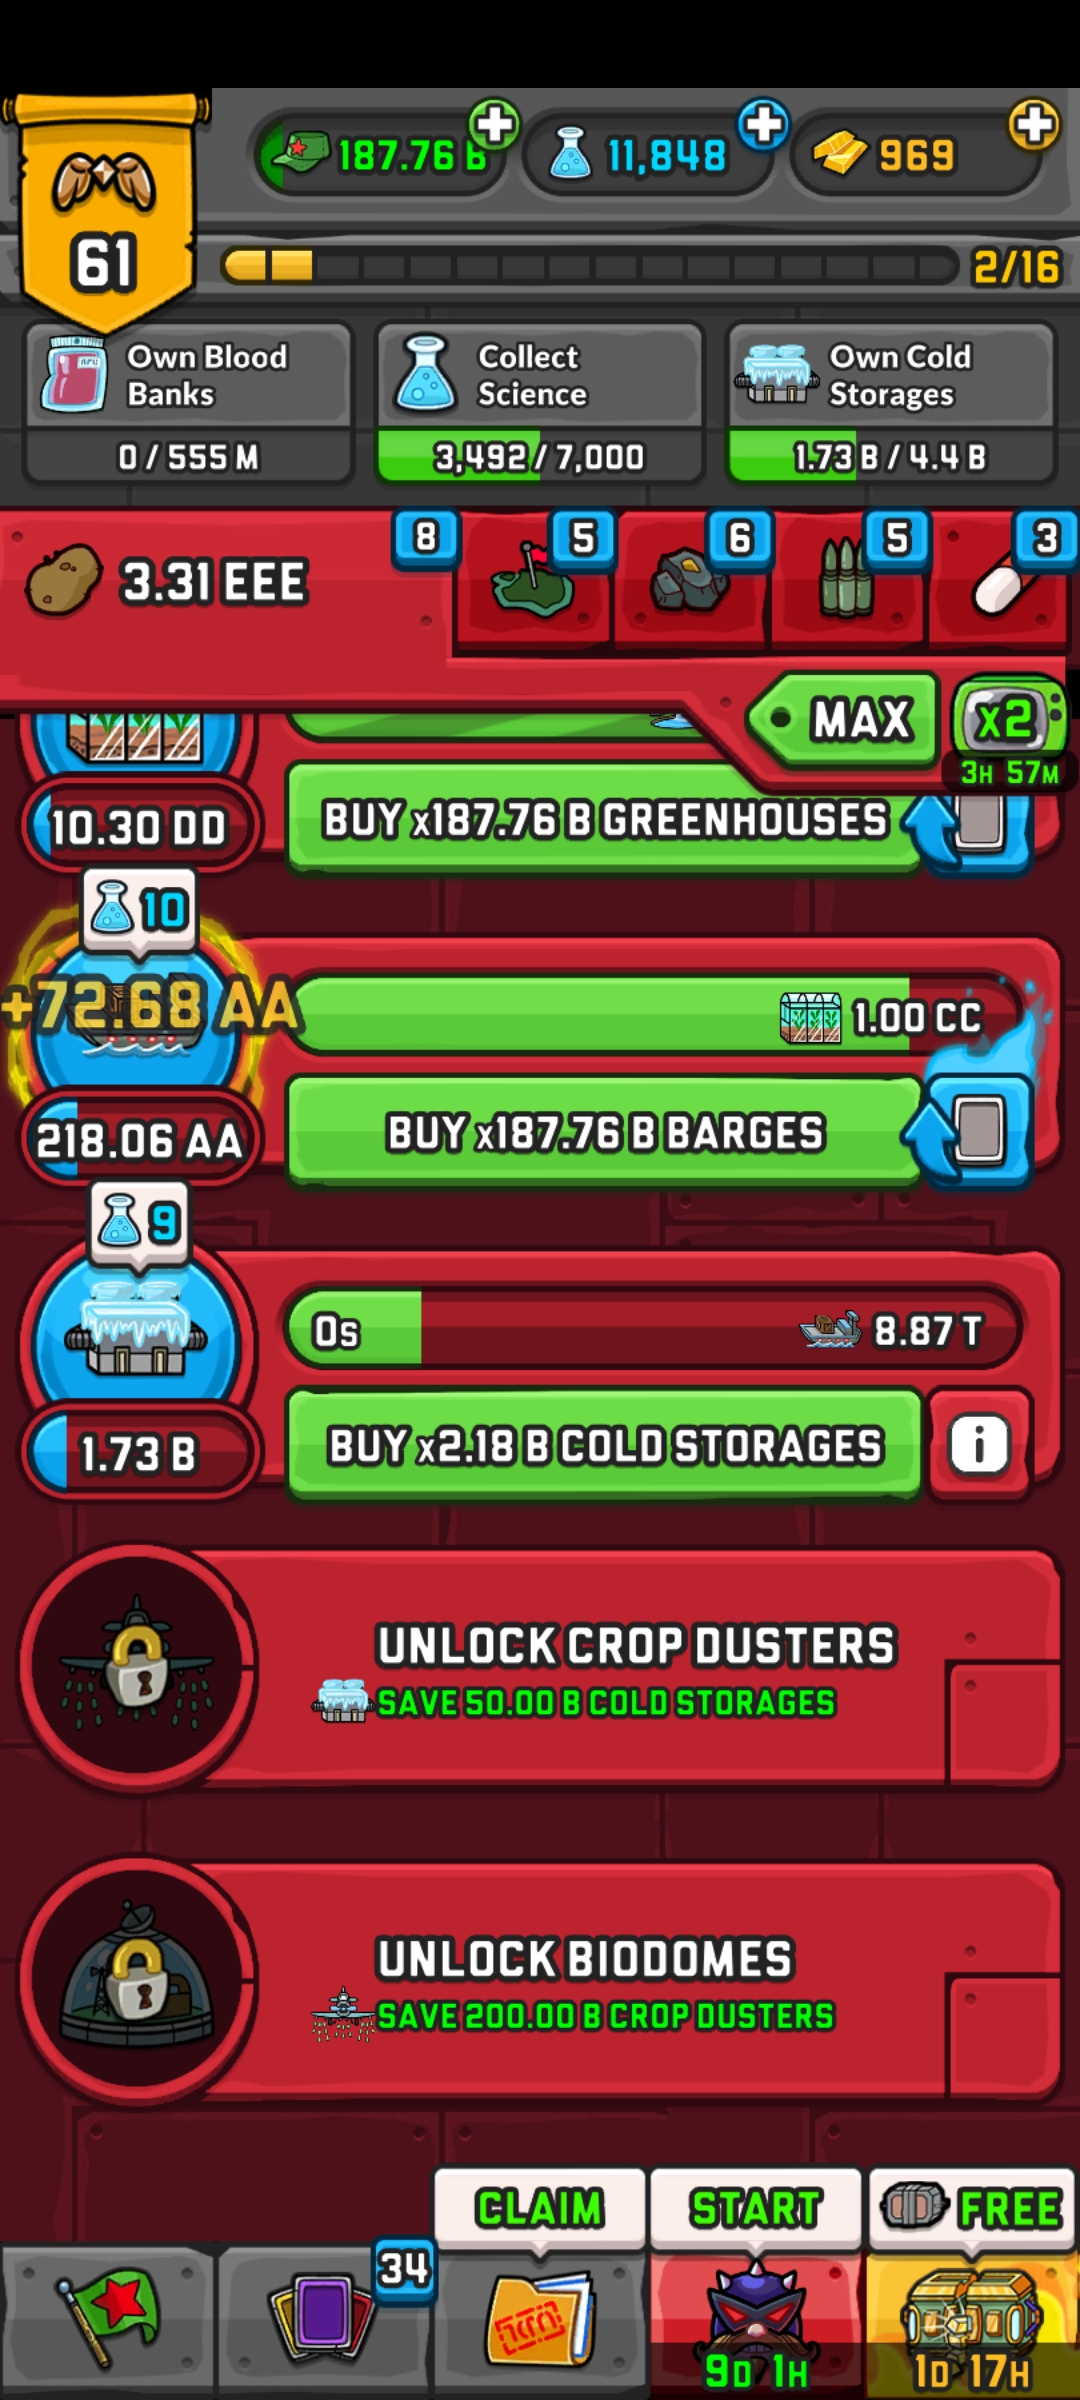 187.76 B
11,848
969
61
2/16
Own Blood
Banks
0 / 555 M
Collect
Science
3,492 / 7,000
Own Cold
Storages
1.73 B / 4.4 B
3.31 EEE
8
5
6
5
3
MAX
x2
3H 57M
10.30 DD
BUY x187.76 B GREENHOUSES
10
+72.68 AA
1.00 CC
218.06 AA
BUY x187.76 B BARGES
9
0s
8.87 T
1.73 B
BUY x2.18 B COLD STORAGES
i
UNLOCK CROP DUSTERS
SAVE 50.00 B COLD STORAGES
UNLOCK BIODOMES
SAVE 200.00 B CROP DUSTERS
CLAIM
START
FREE
34
9D 1H
1D 17H